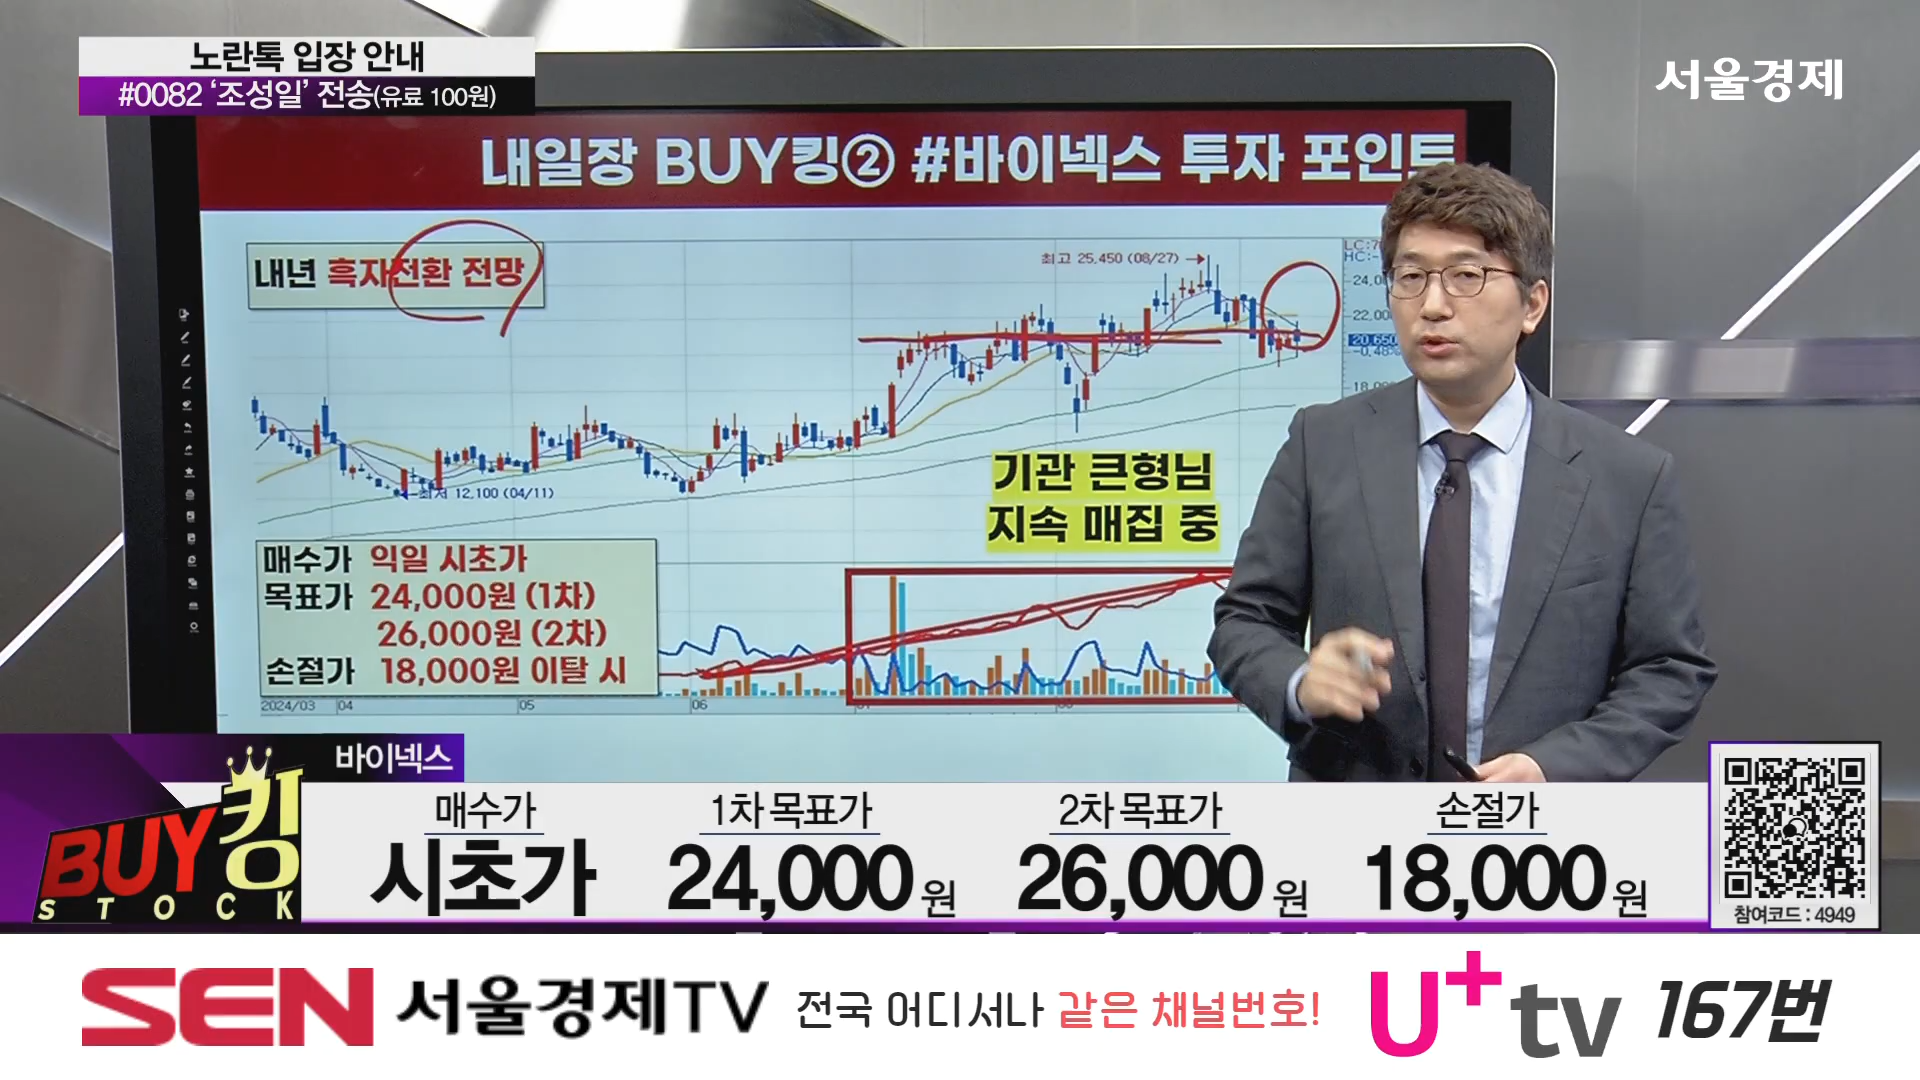 노란톡 입장 안내
#0082 ‘조성일’ 전송(유료 100원)
서울경제
내일장 BUY킹② #바이넥스 투자 포인트
내년 흑자전환 전망
최고 25,450 (08/27)
24,0
22,00
20,650
-0.48%
최저 12,100 (04/11)
기관 큰형님
지속 매집 중
매수가 익일 시초가
목표가 24,000원 (1차)
26,000원 (2차)
손절가 18,000원 이탈 시
2024/03 04 05 06
바이넥스
BUY킹
STOCK
매수가 1차 목표가 2차 목표가 손절가
시초가 24,000원 26,000원 18,000원
참여코드 : 4949
SEN 서울경제TV 전국 어디서나 같은 채널번호! U+tv 167번